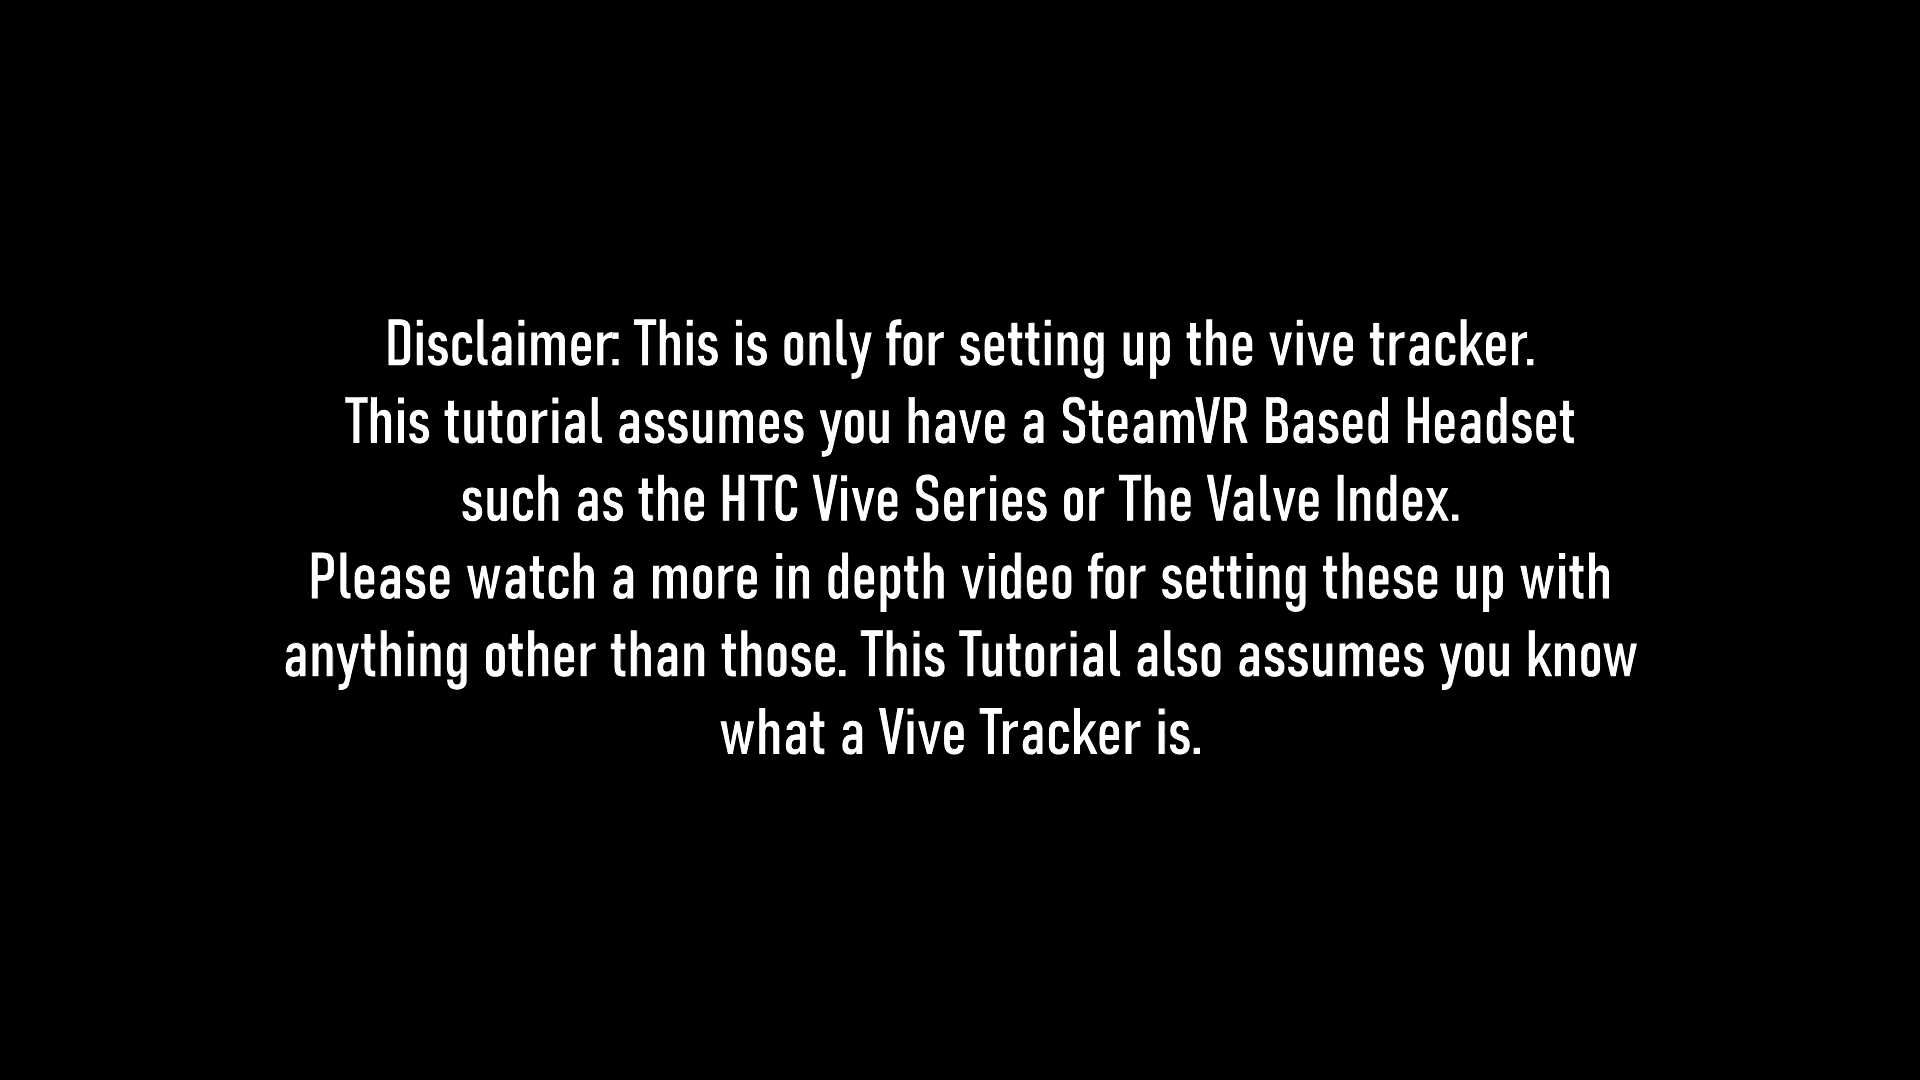 Disclaimer: This is only for setting up the vive tracker.
This tutorial assumes you have a SteamVR Based Headset
such as the HTC Vive Series or The Valve Index.
Please watch a more in depth video for setting these up with
anything other than those. This Tutorial also assumes you know
what a Vive Tracker is.